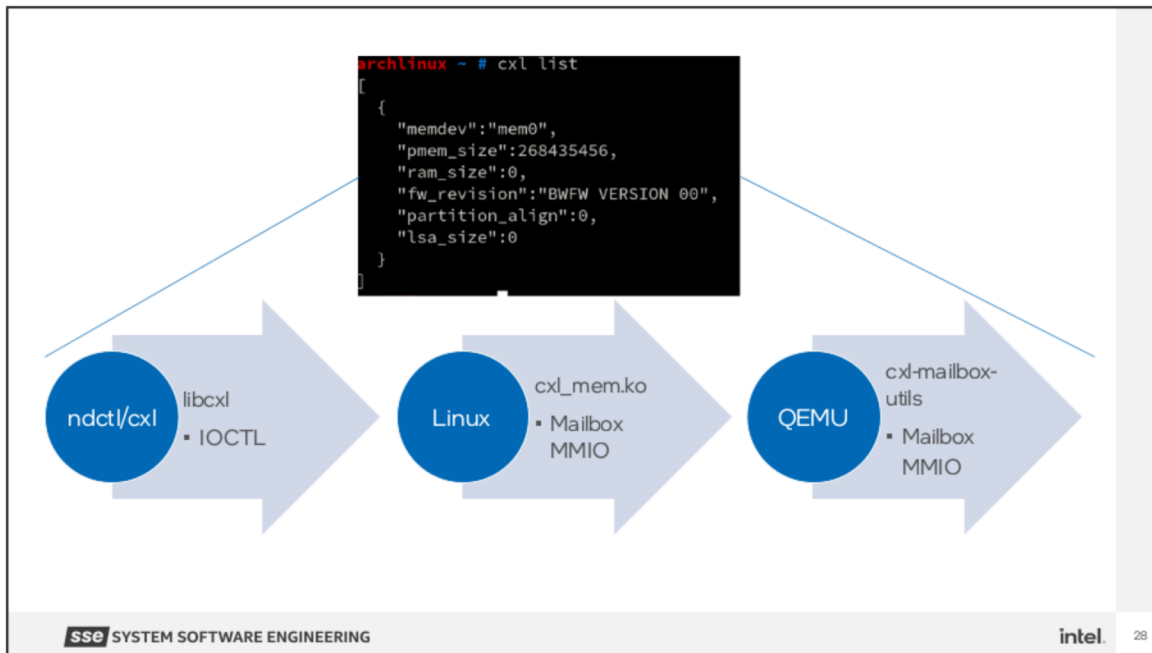 archlinux ~ # cxl list
[
  {
    "memdev":"mem0",
    "pmem_size":268435456,
    "ram_size":0,
    "fw_revision":"BWFW VERSION 00",
    "partition_align":0,
    "lsa_size":0
  }
]
ndctl/cxl
libcxl
▪ IOCTL
Linux
cxl_mem.ko
▪ Mailbox
MMIO
QEMU
cxl-mailbox-
utils
▪ Mailbox
MMIO
sse SYSTEM SOFTWARE ENGINEERING
intel.
28